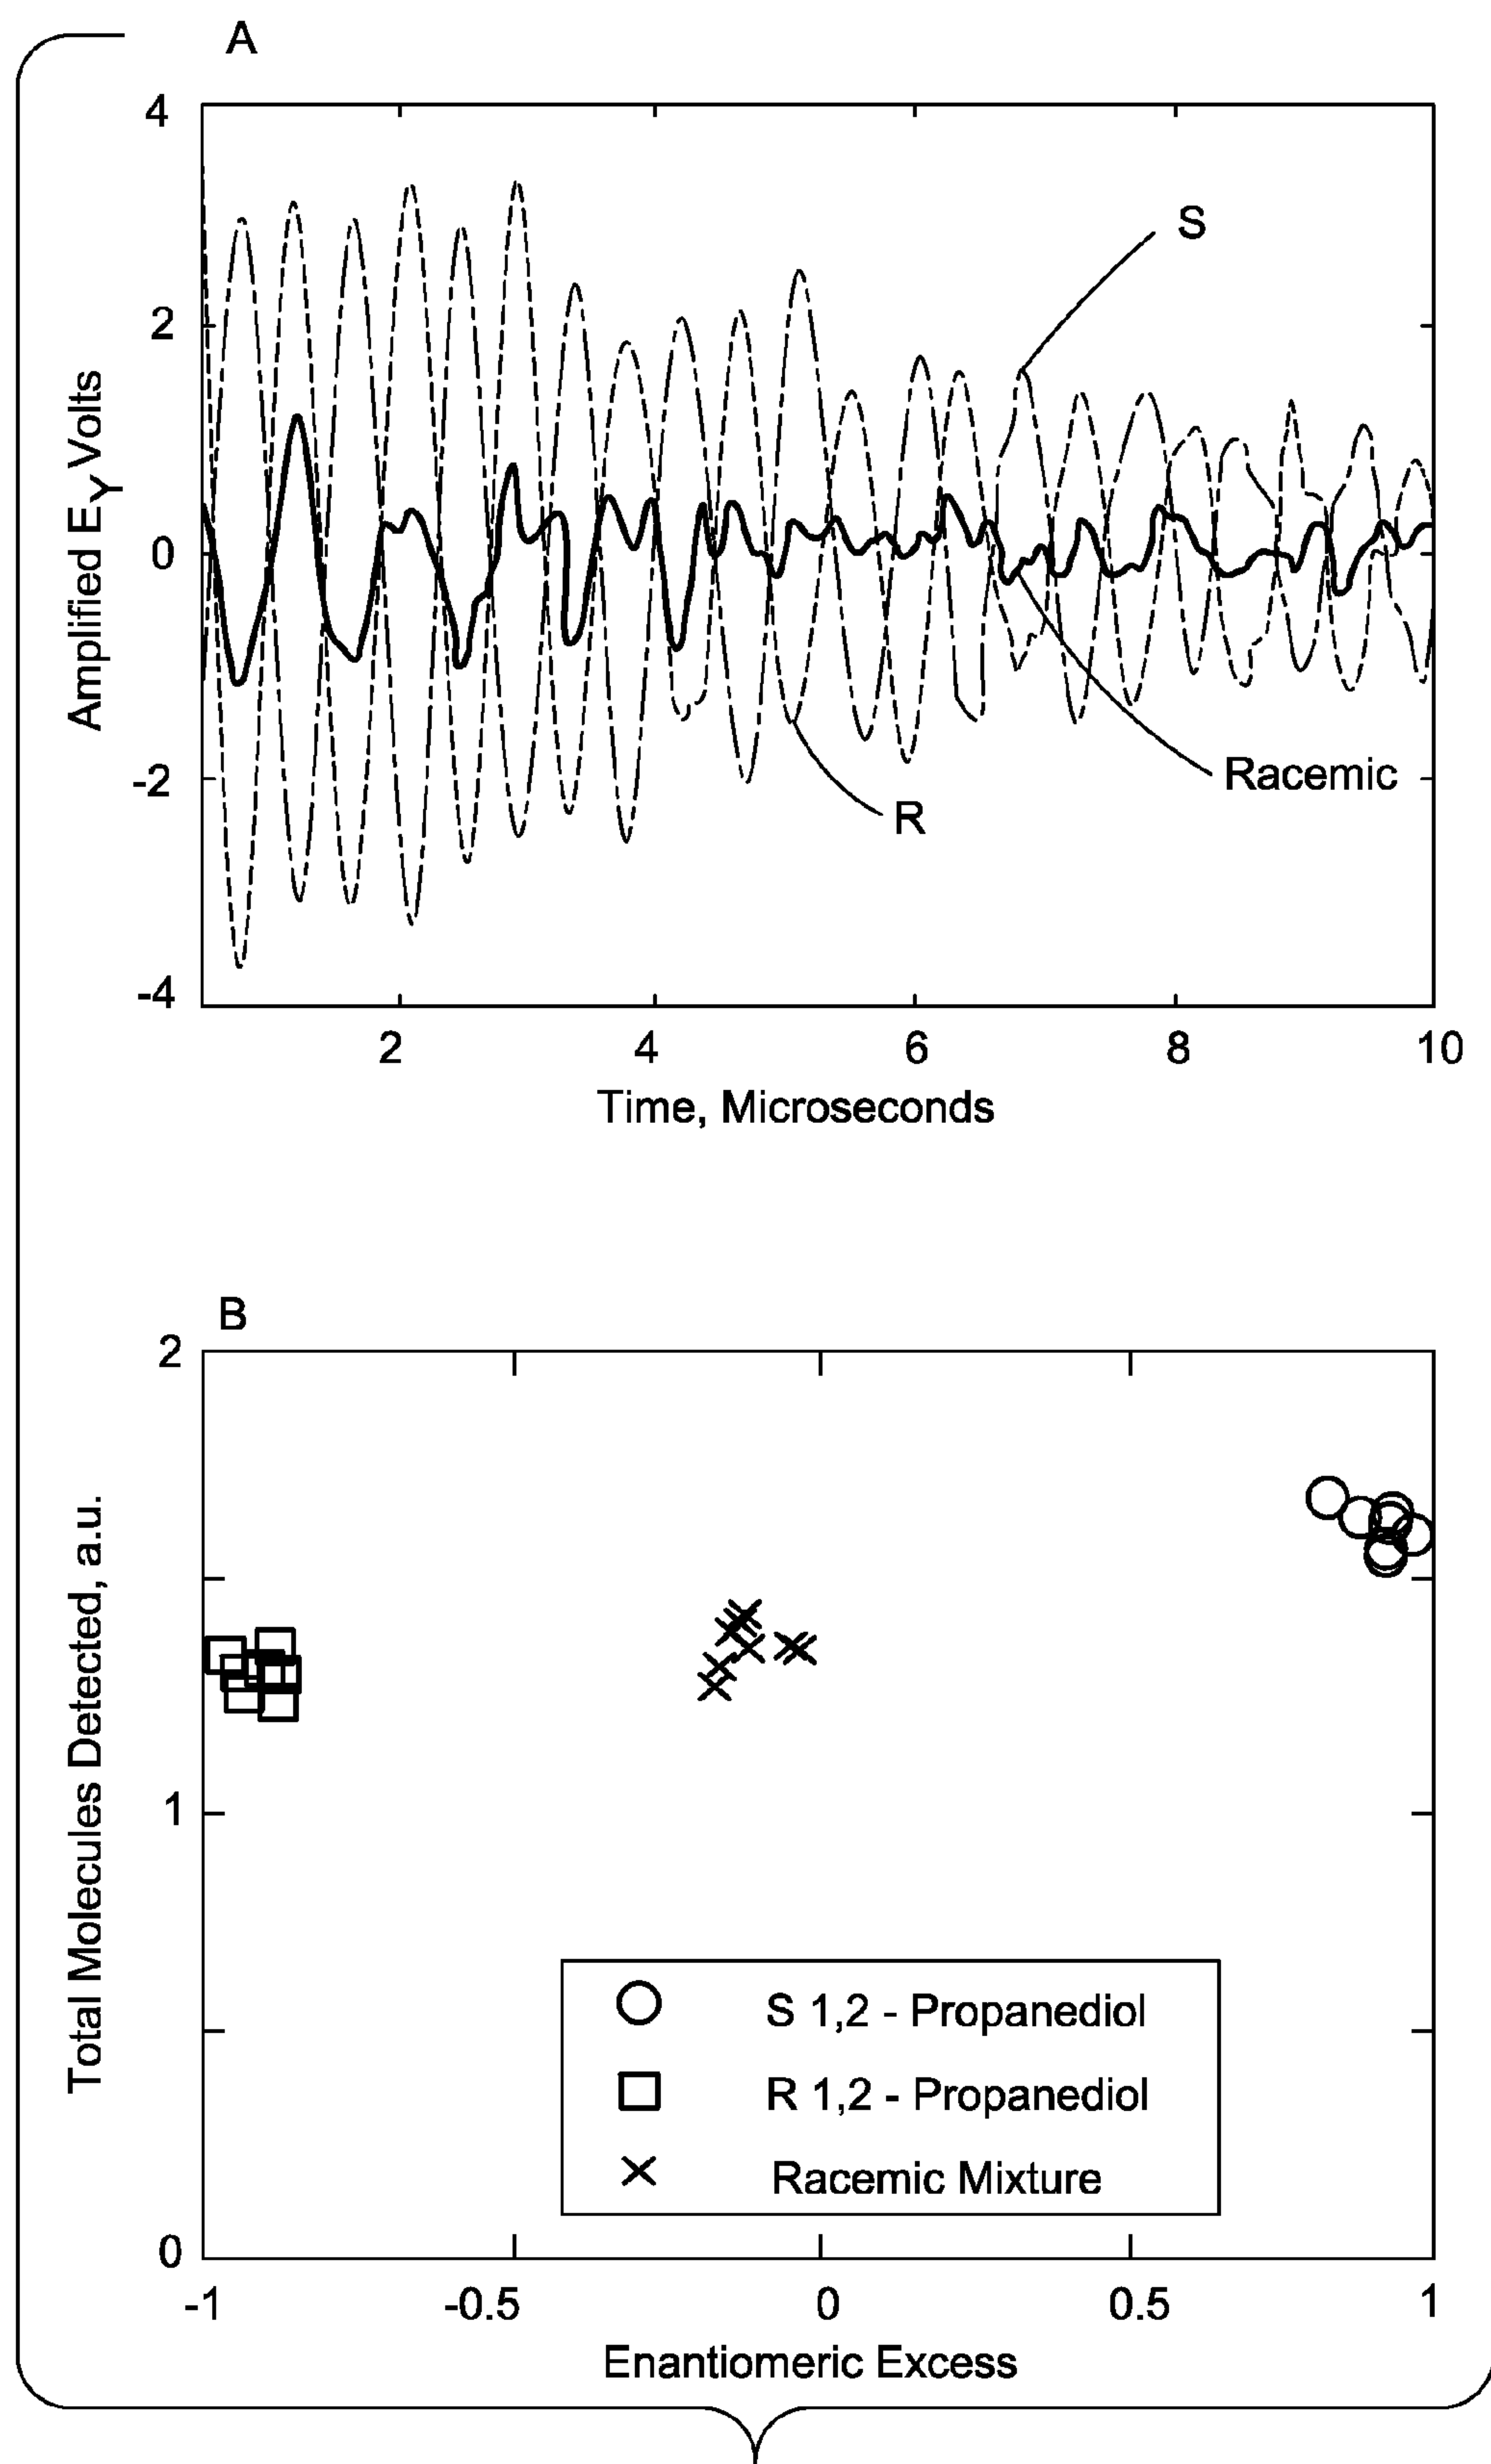 A
4
2
0
-2
-4
Amplified EY Volts
S
Racemic
R
2 4 6 8 10
Time, Microseconds
B
2
1
0
Total Molecules Detected, a.u.
S 1,2 - Propanediol
R 1,2 - Propanediol
Racemic Mixture
-1 -0.5 0 0.5 1
Enantiomeric Excess